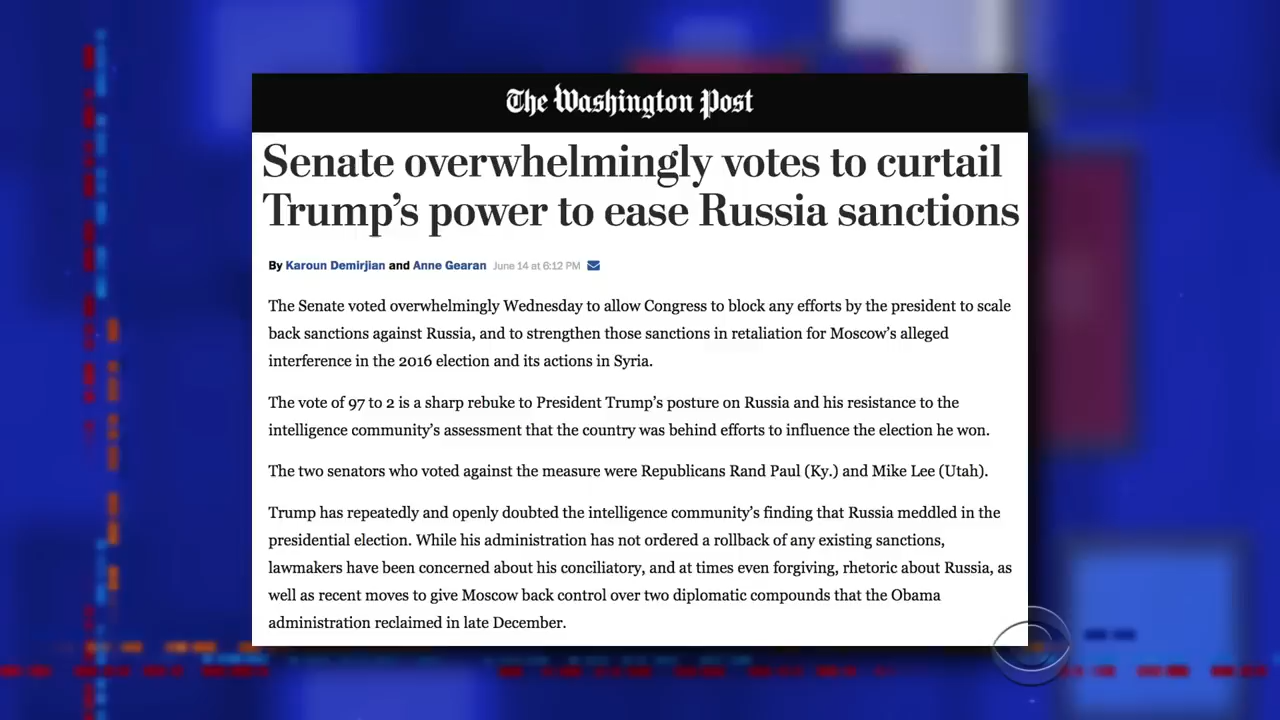 The Washington Post
Senate overwhelmingly votes to curtail
Trump’s power to ease Russia sanctions
By Karoun Demirjian and Anne Gearan June 14 at 6:12 PM
The Senate voted overwhelmingly Wednesday to allow Congress to block any efforts by the president to scale
back sanctions against Russia, and to strengthen those sanctions in retaliation for Moscow’s alleged
interference in the 2016 election and its actions in Syria.
The vote of 97 to 2 is a sharp rebuke to President Trump’s posture on Russia and his resistance to the
intelligence community’s assessment that the country was behind efforts to influence the election he won.
The two senators who voted against the measure were Republicans Rand Paul (Ky.) and Mike Lee (Utah).
Trump has repeatedly and openly doubted the intelligence community’s finding that Russia meddled in the
presidential election. While his administration has not ordered a rollback of any existing sanctions,
lawmakers have been concerned about his conciliatory, and at times even forgiving, rhetoric about Russia, as
well as recent moves to give Moscow back control over two diplomatic compounds that the Obama
administration reclaimed in late December.